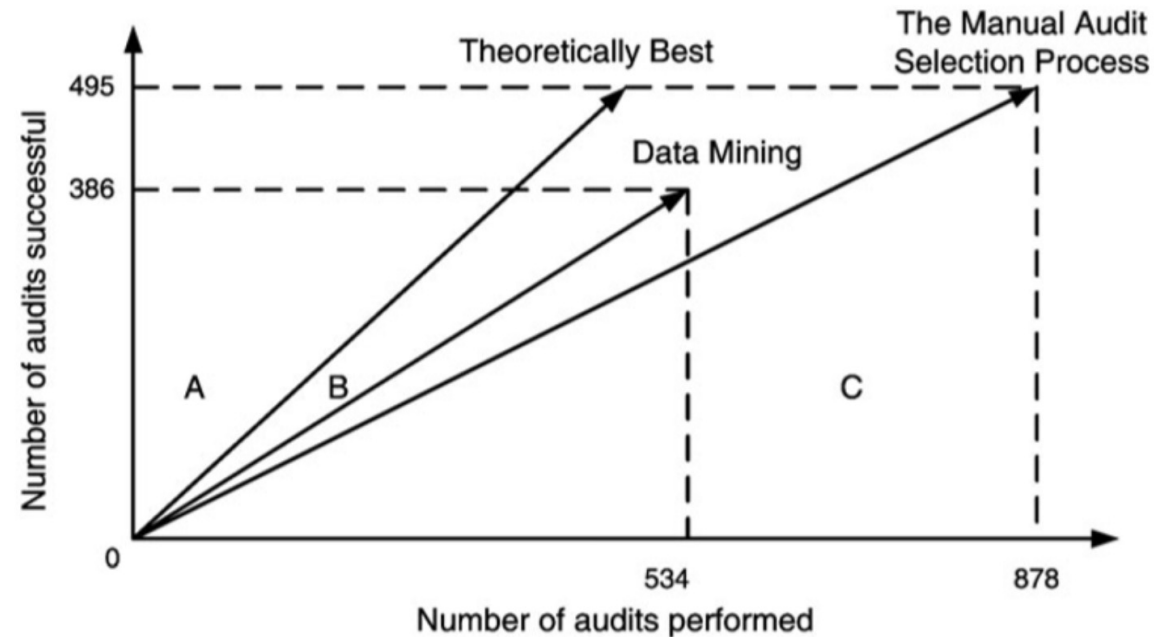 The Manual Audit
Selection Process
Theoretically Best
495
Data Mining
386
Number of audits successful
A
B
C
0
534
878
Number of audits performed